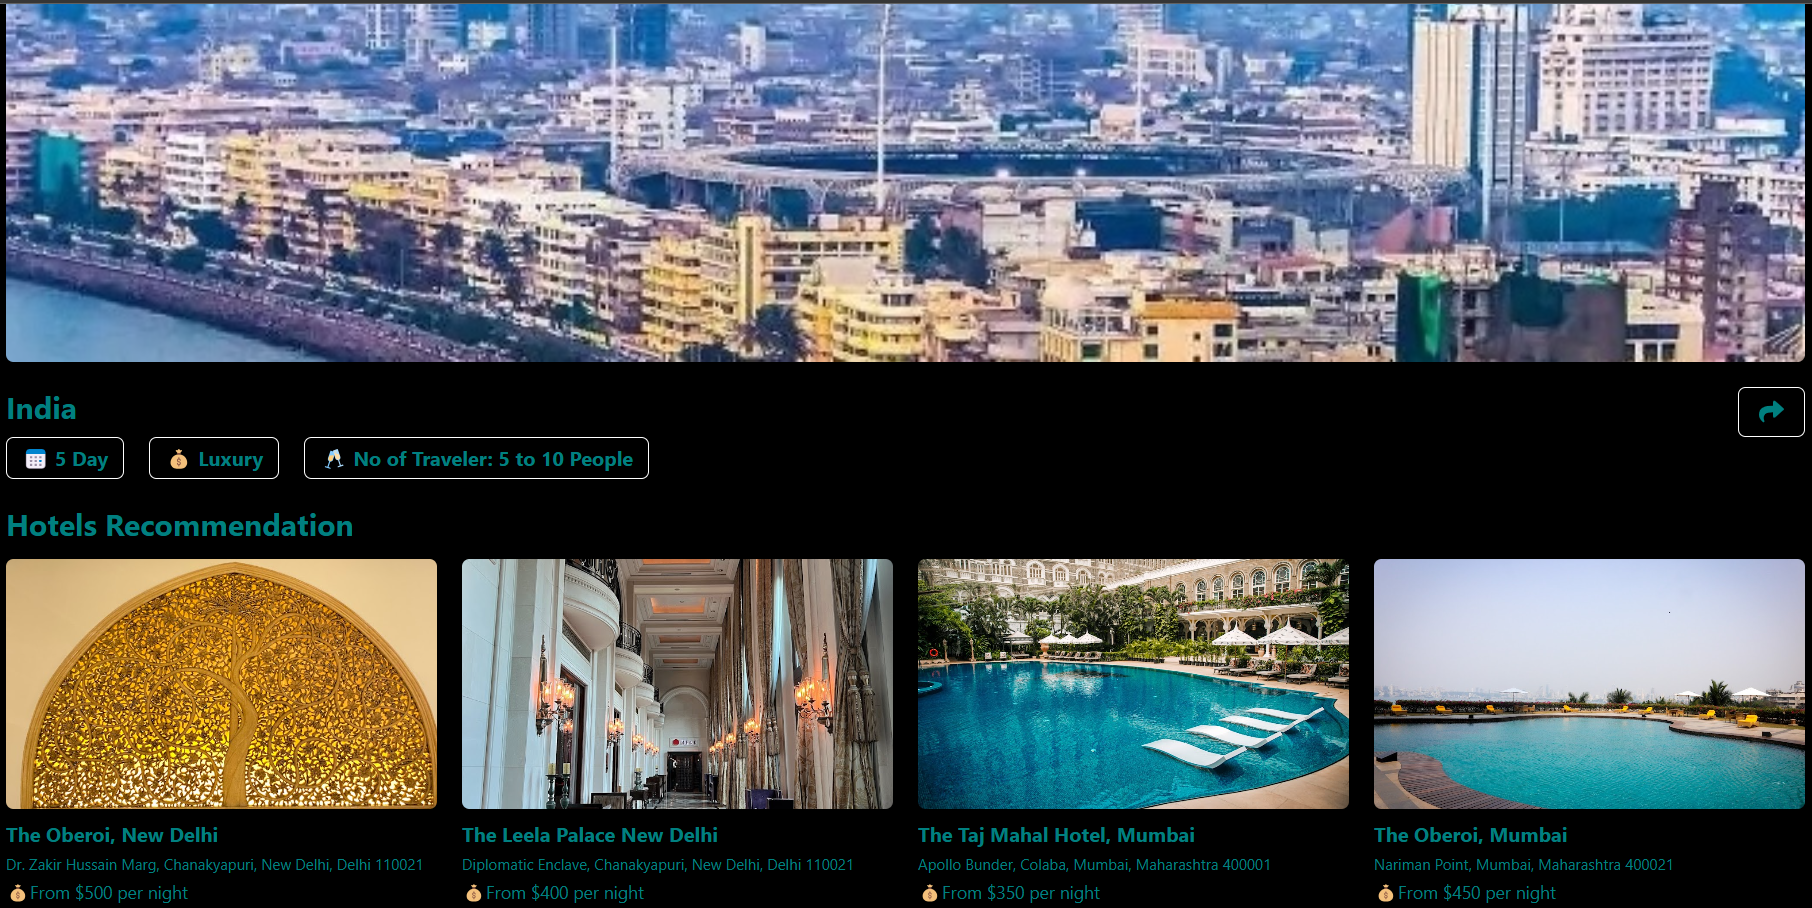 India
5 Day
Luxury
No of Traveler: 5 to 10 People
Hotels Recommendation
The Oberoi, New Delhi
Dr. Zakir Hussain Marg, Chanakyapuri, New Delhi, Delhi 110021
From $500 per night
The Leela Palace New Delhi
Diplomatic Enclave, Chanakyapuri, New Delhi, Delhi 110021
From $400 per night
The Taj Mahal Hotel, Mumbai
Apollo Bunder, Colaba, Mumbai, Maharashtra 400001
From $350 per night
The Oberoi, Mumbai
Nariman Point, Mumbai, Maharashtra 400021
From $450 per night